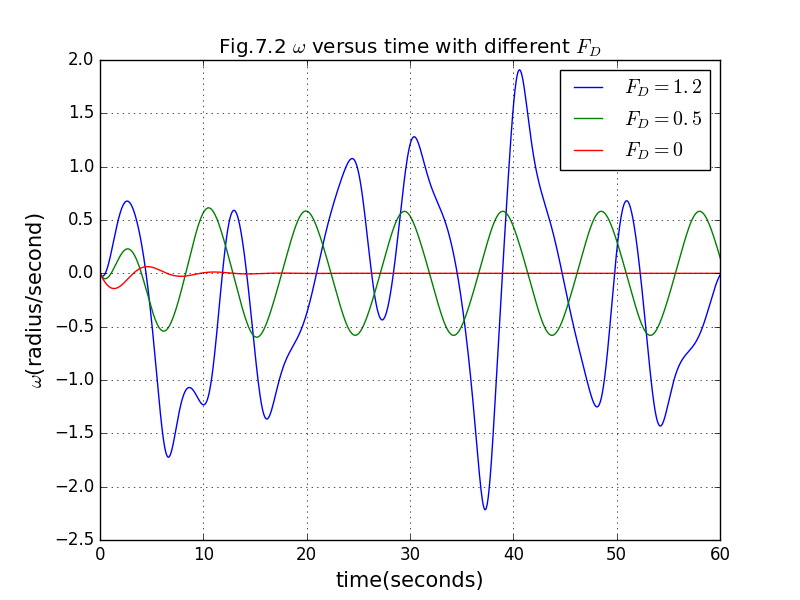 Fig.7.2 ω versus time with different F_D
2.0
1.5
1.0
0.5
0.0
−0.5
−1.0
−1.5
−2.0
−2.5
ω(radius/second)
F_D = 1.2
F_D = 0.5
F_D = 0
0 10 20 30 40 50 60
time(seconds)